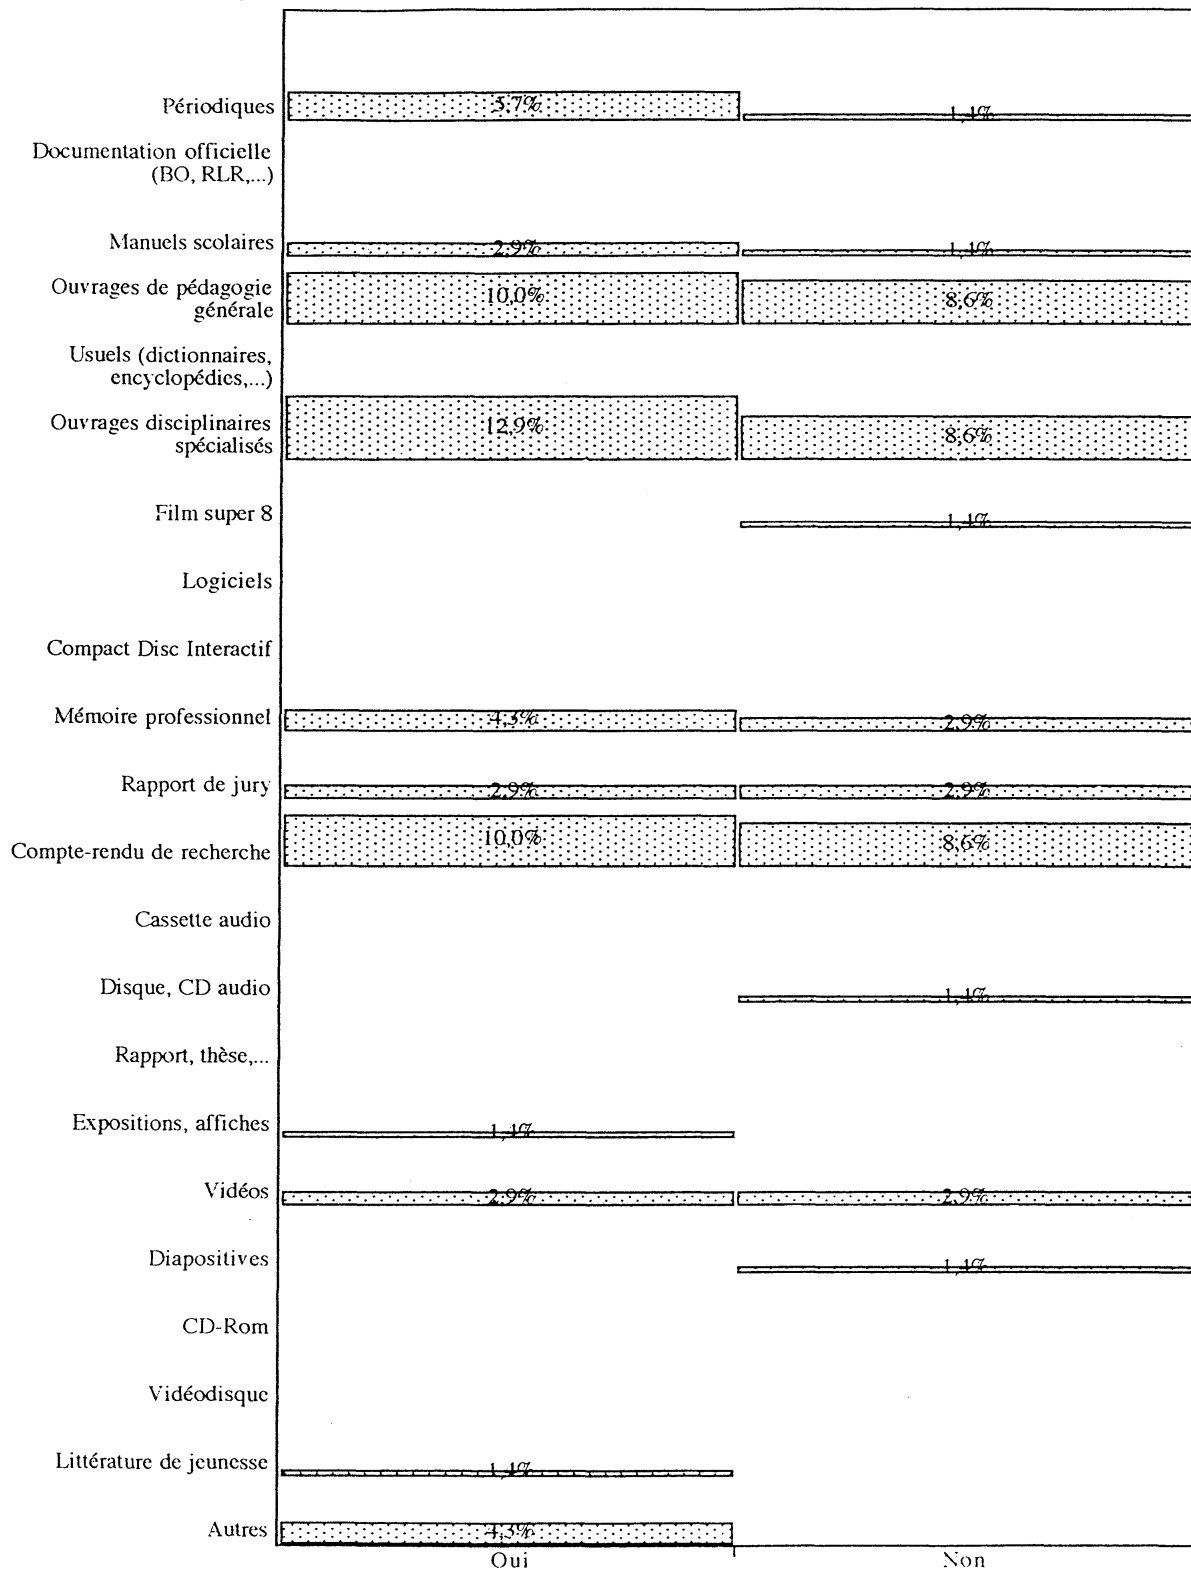 Périodiques 5,7% 1,4%
Documentation officielle
(BO, RLR,...)
Manuels scolaires 2,9% 1,4%
Ouvrages de pédagogie
générale 10,0% 8,6%
Usuels (dictionnaires,
encyclopédies,...)
Ouvrages disciplinaires
spécialisés 12,9% 8,6%
Film super 8 1,4%
Logiciels
Compact Disc Interactif
Mémoire professionnel 4,3% 2,9%
Rapport de jury 2,9% 2,9%
Compte-rendu de recherche 10,0% 8,6%
Cassette audio
Disque, CD audio 1,4%
Rapport, thèse,...
Expositions, affiches 1,4%
Vidéos 2,9% 2,9%
Diapositives 1,4%
CD-Rom
Vidéodisque
Littérature de jeunesse 1,4%
Autres 4,3%
Oui Non